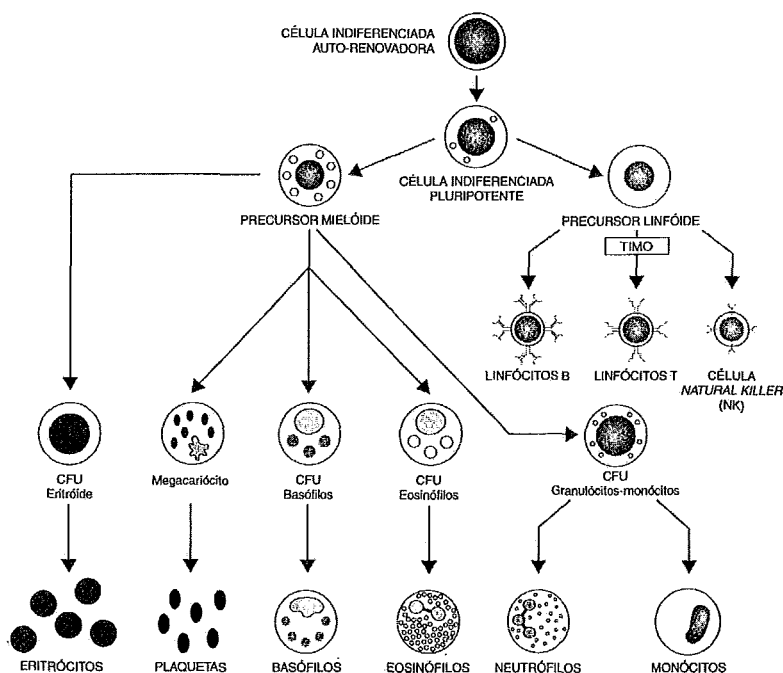 CÉLULA INDIFERENCIADA
AUTO-RENOVADORA
CÉLULA INDIFERENCIADA
PLURIPOTENTE
PRECURSOR MIELÓIDE
PRECURSOR LINFÓIDE
TIMO
LINFÓCITOS B
LINFÓCITOS T
CÉLULA
NATURAL KILLER
(NK)
CFU
Eritróide
Megacariócito
CFU
Basófilos
CFU
Eosinófilos
CFU
Granulócitos-monócitos
ERITRÓCITOS
PLAQUETAS
BASÓFILOS
EOSINÓFILOS
NEUTRÓFILOS
MONÓCITOS